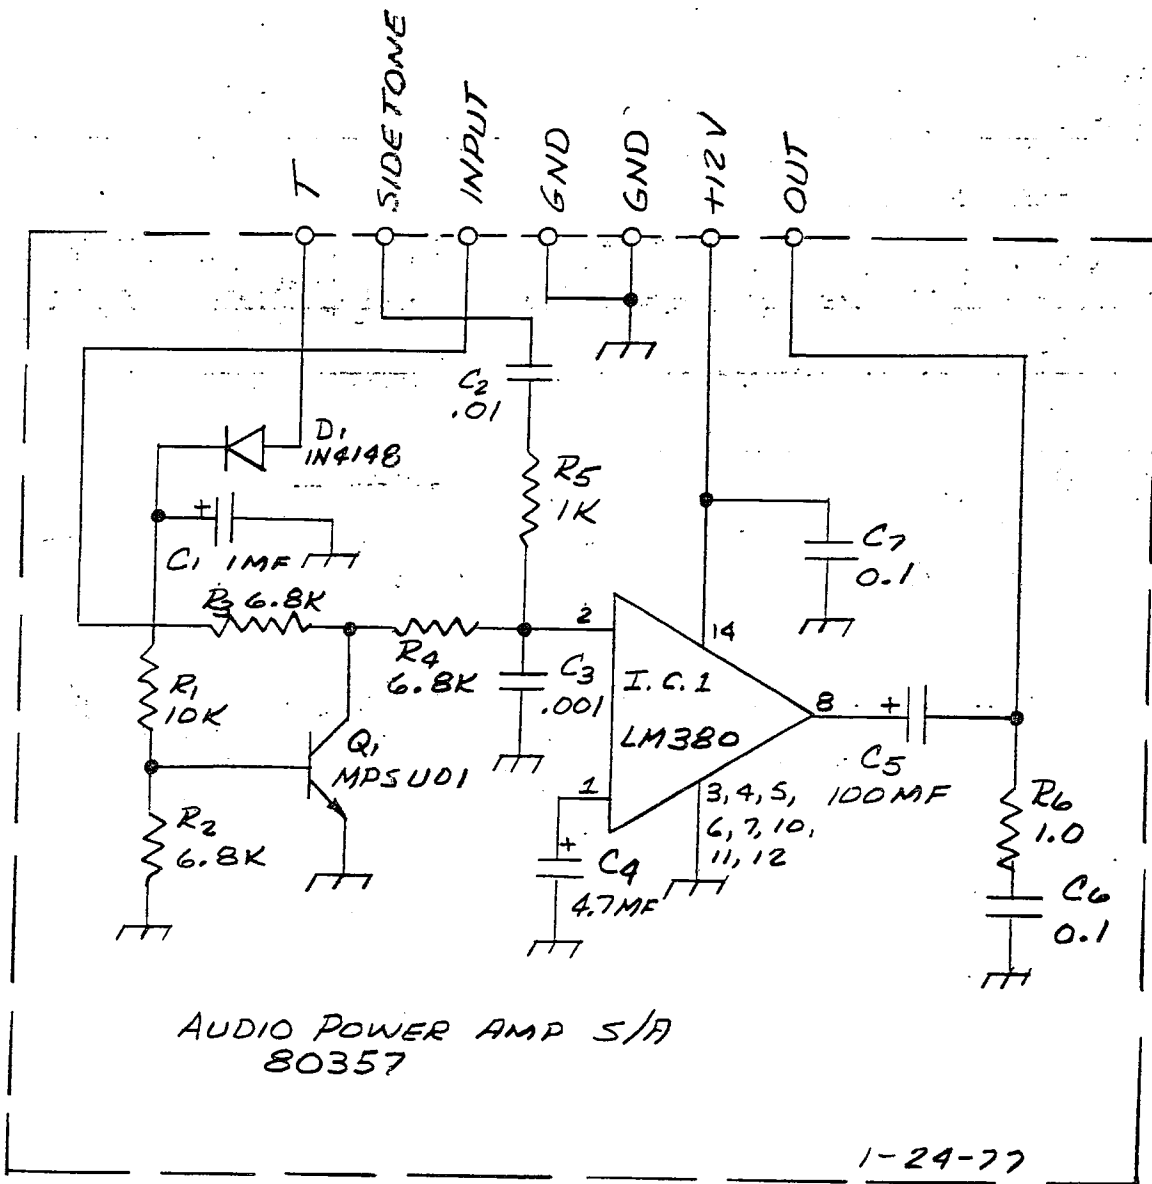 T
SIDETONE
INPUT
GND
GND
+12V
OUT
C2
.01
D1
1N4148
R5
1K
+
C1 1MF
C7
0.1
R3 6.8K
2
14
R4
6.8K
C3
.001
I.C.1
LM380
R1
10K
8
+
Q1
MPSU01
C5
100MF
1
3, 4, 5,
6, 7, 10,
11, 12
R6
1.0
R2
6.8K
+
C4
4.7MF
C6
0.1
AUDIO POWER AMP S/A
80357
1-24-77